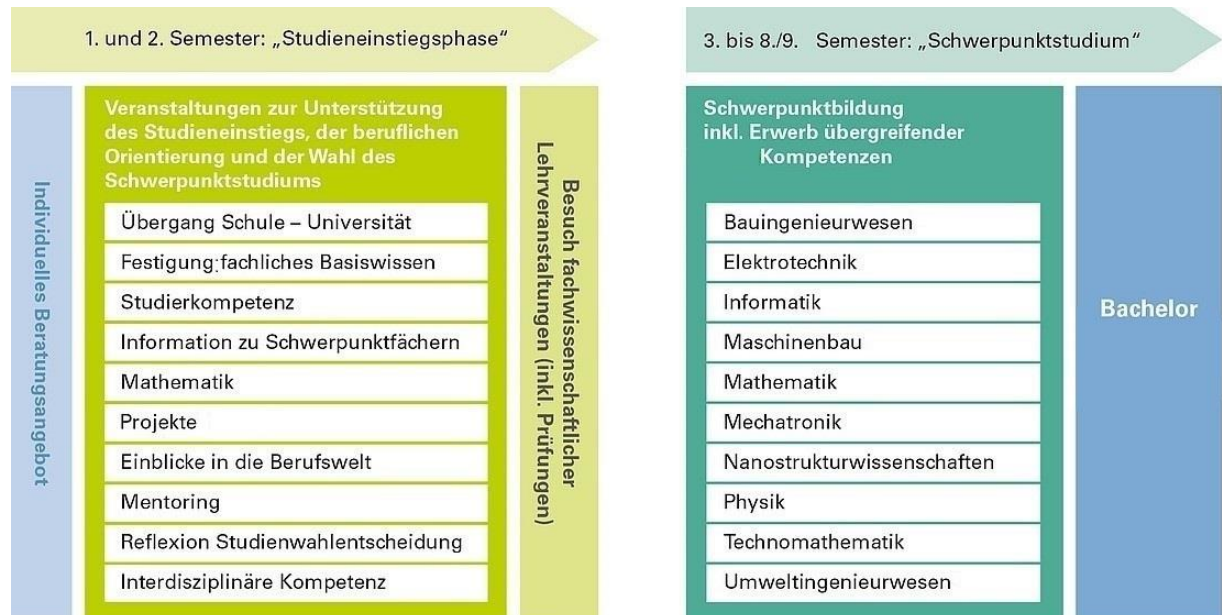 1. und 2. Semester: „Studieneinstiegsphase“
Individuelles Beratungsangebot
Veranstaltungen zur Unterstützung
des Studieneinstiegs, der beruflichen
Orientierung und der Wahl des
Schwerpunktstudiums
Übergang Schule – Universität
Festigung:fachliches Basiswissen
Studierkompetenz
Information zu Schwerpunktfächern
Mathematik
Projekte
Einblicke in die Berufswelt
Mentoring
Reflexion Studienwahlentscheidung
Interdisziplinäre Kompetenz
Besuch fachwissenschaftlicher
Lehrveranstaltungen (inkl. Prüfungen)
3. bis 8./9. Semester: „Schwerpunktstudium“
Schwerpunktbildung
inkl. Erwerb übergreifender
Kompetenzen
Bauingenieurwesen
Elektrotechnik
Informatik
Maschinenbau
Mathematik
Mechatronik
Nanostrukturwissenschaften
Physik
Technomathematik
Umweltingenieurwesen
Bachelor